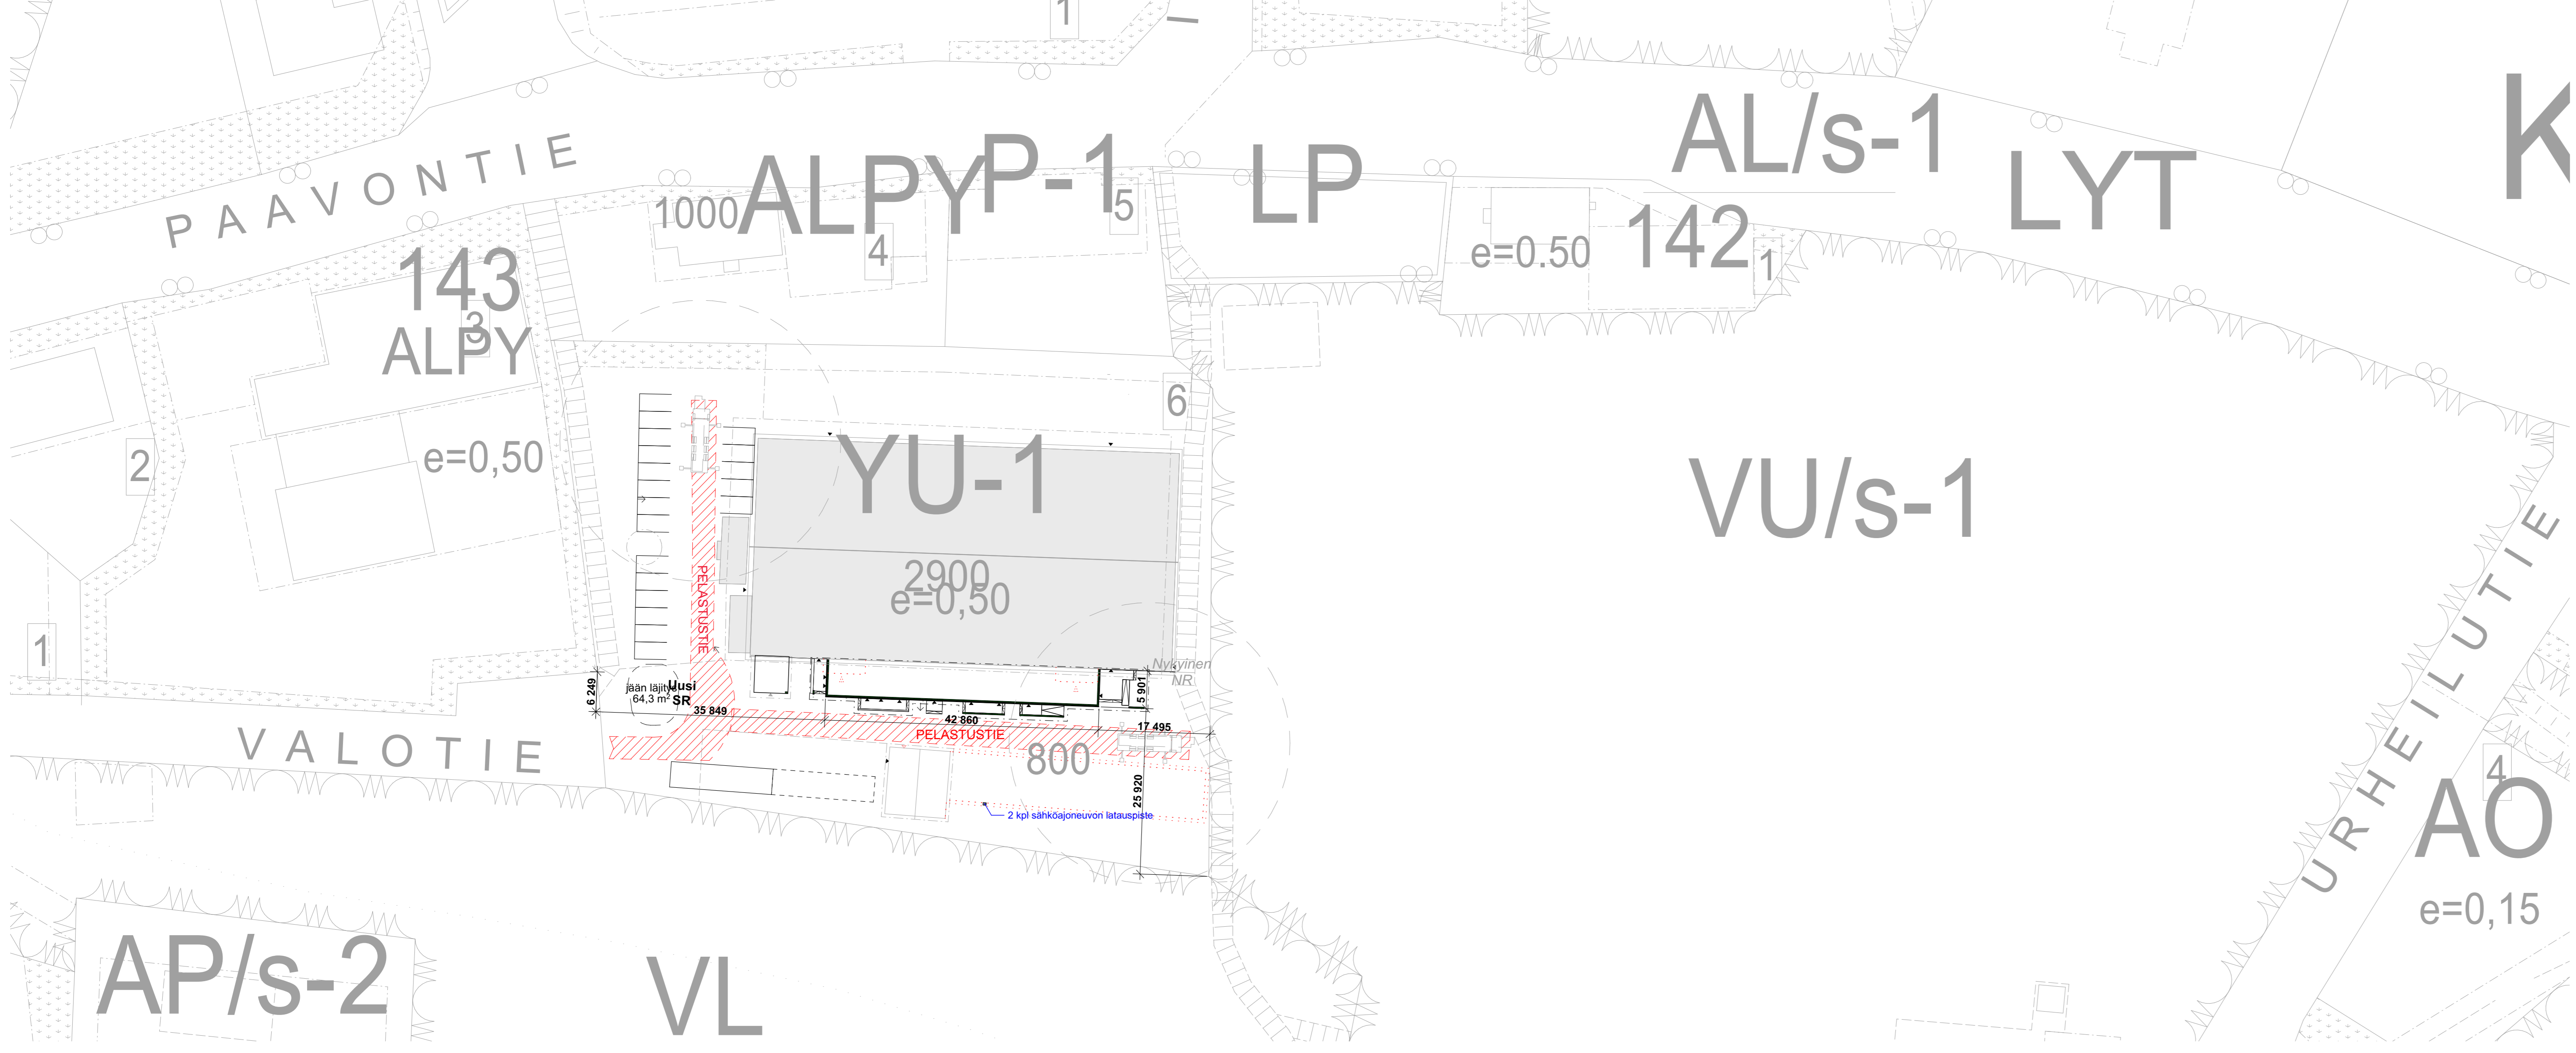 1
K
AL/s-1
PAAVONTIE
ALPY
P-1
LP
LYT
1000
5
142
4
e=0.50
1
143
3
ALPY
6
YU-1
2
e=0,50
VU/s-1
2900
e=0,50
PELASTUSTIE
1
Nykyinen
NR
6 249
jään läjitys
64,3 m²
Uusi
SR
5 901
35 849
42 860
17 495
PELASTUSTIE
VALOTIE
800
URHEILUTIE
4
25 920
2 kpl sähköajoneuvon latauspiste
AO
e=0,15
AP/s-2
VL